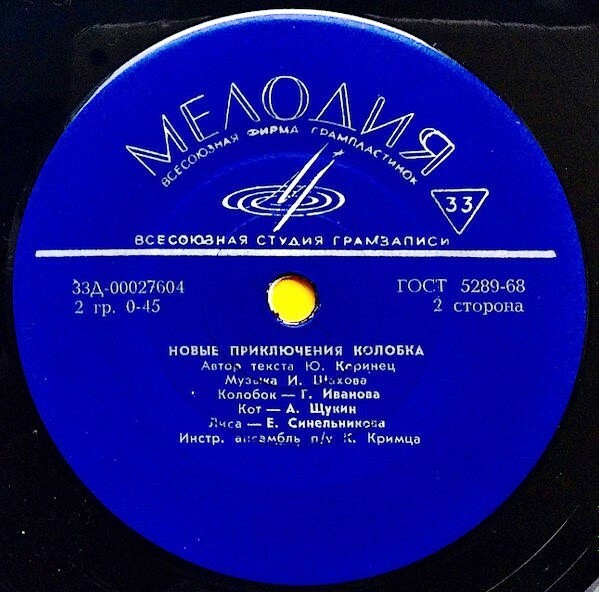 МЕЛОДИЯ
ВСЕСОЮЗНАЯ ФИРМА ГРАМПЛАСТИНОК
33
ВСЕСОЮЗНАЯ СТУДИЯ ГРАМЗАПИСИ
33Д-00027604
ГОСТ 5289-68
2 гр. 0-45
2 сторона
НОВЫЕ ПРИКЛЮЧЕНИЯ КОЛОБКА
Автор текста Ю. Коринец
Музыка И. Шахова
Колобок — Г. Иванова
Кот — А. Щукин
Лиса — Е. Синельникова
Инстр. ансамбль п/у К. Кримца